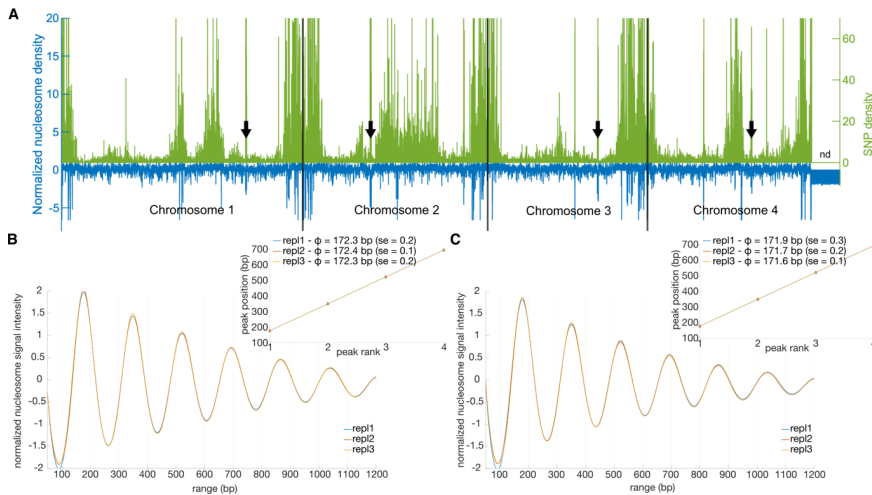 A
Normalized nucleosome density
20
15
10
5
0
-5
SNP density
60
40
20
0
nd
Chromosome 1
Chromosome 2
Chromosome 3
Chromosome 4
B
normalized nucleosome signal intensity
2
1.5
1
0.5
0
-0.5
-1
-1.5
-2
100 200 300 400 500 600 700 800 900 1000 1100 1200
range (bp)
repl1 - ϕ = 172.3 bp (se = 0.2)
repl2 - ϕ = 172.4 bp (se = 0.1)
repl3 - ϕ = 172.3 bp (se = 0.2)
peak position (bp)
700
600
500
400
300
200
100
1 2 3 4
peak rank
repl1
repl2
repl3
C
normalized nucleosome signal intensity
2
1.5
1
0.5
0
-0.5
-1
-1.5
-2
100 200 300 400 500 600 700 800 900 1000 1100 1200
range (bp)
repl1 - ϕ = 171.9 bp (se = 0.3)
repl2 - ϕ = 171.7 bp (se = 0.2)
repl3 - ϕ = 171.6 bp (se = 0.1)
peak position (bp)
700
600
500
400
300
200
100
1 2 3
peak rank
repl1
repl2
repl3